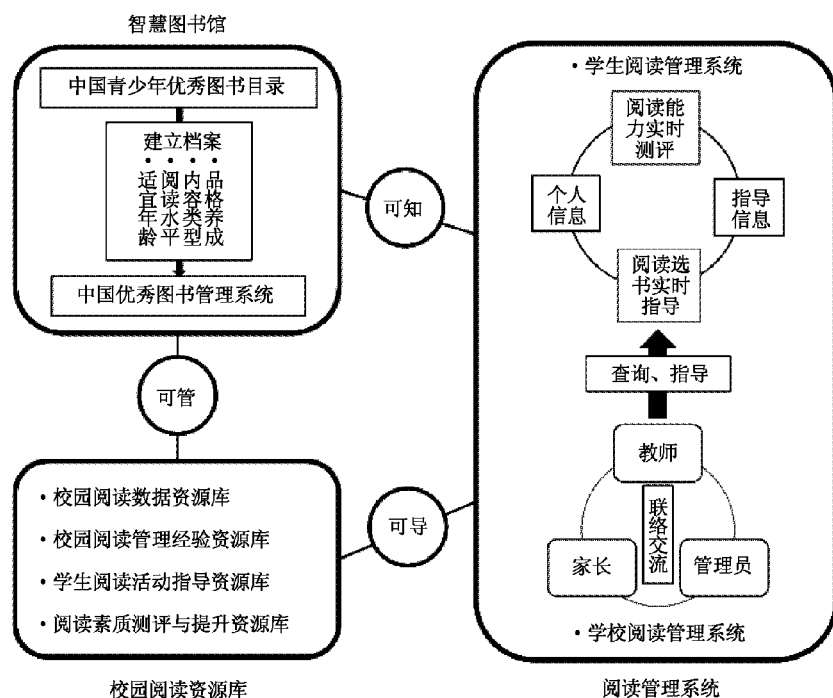 智慧图书馆
中国青少年优秀图书目录
建立档案
适宜年龄
阅读水平
内容类型
品格养成
中国优秀图书管理系统
可知
可管
·校园阅读数据资源库
·校园阅读管理经验资源库
·学生阅读活动指导资源库
·阅读素质测评与提升资源库
校园阅读资源库
可导
·学生阅读管理系统
阅读能
力实时
测评
个人
信息
指导
信息
阅读选
书实时
指导
查询、指导
教师
联络交流
家长
管理员
·学校阅读管理系统
阅读管理系统